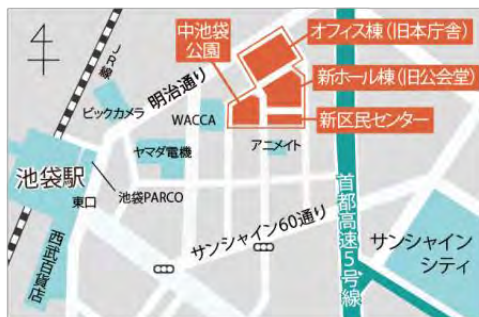 中池袋
公園
オフィス棟(旧本庁舎)
新ホール棟(旧公会堂)
新区民センター
JR線
明治通り
ビックカメラ
WACCA
ヤマダ電機
アニメイト
池袋駅
東口
池袋PARCO
西武百貨店
サンシャイン60通り
首都高速5号線
サンシャイン
シティ